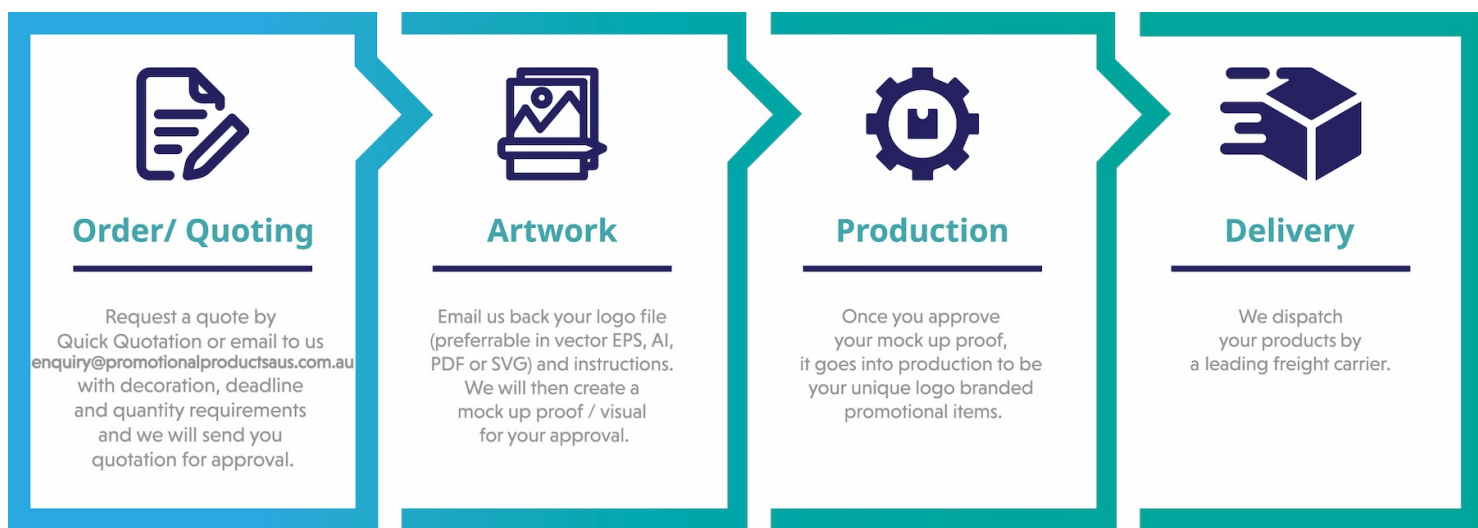 Order/ Quoting
Request a quote by
Quick Quotation or email to us
enquiry@promotionalproductsaus.com.au
with decoration, deadline
and quantity requirements
and we will send you
quotation for approval.
Artwork
Email us back your logo file
(preferrable in vector EPS, AI,
PDF or SVG) and instructions.
We will then create a
mock up proof / visual
for your approval.
Production
Once you approve
your mock up proof,
it goes into production to be
your unique logo branded
promotional items.
Delivery
We dispatch
your products by
a leading freight carrier.